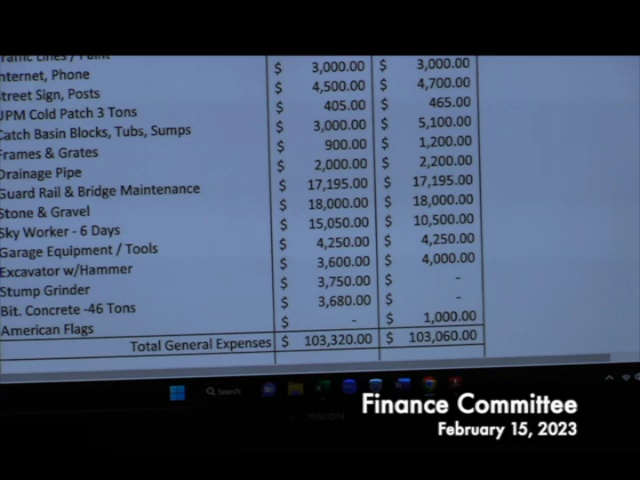 raffic Lines / Paint
nternet, Phone $ 3,000.00 $ 3,000.00
treet Sign, Posts $ 4,500.00 $ 4,700.00
UPM Cold Patch 3 Tons $ 405.00 $ 465.00
Catch Basin Blocks, Tubs, Sumps $ 3,000.00 $ 5,100.00
Frames & Grates $ 900.00 $ 1,200.00
Drainage Pipe $ 2,000.00 $ 2,200.00
Guard Rail & Bridge Maintenance $ 17,195.00 $ 17,195.00
Stone & Gravel $ 18,000.00 $ 18,000.00
Sky Worker - 6 Days $ 15,050.00 $ 10,500.00
Garage Equipment / Tools $ 4,250.00 $ 4,250.00
Excavator w/Hammer $ 3,600.00 $ 4,000.00
Stump Grinder $ 3,750.00 $ -
Bit. Concrete -46 Tons $ 3,680.00 $ -
American Flags $ - $ 1,000.00
Total General Expenses $ 103,320.00 $ 103,060.00
Search
Finance Committee
February 15, 2023